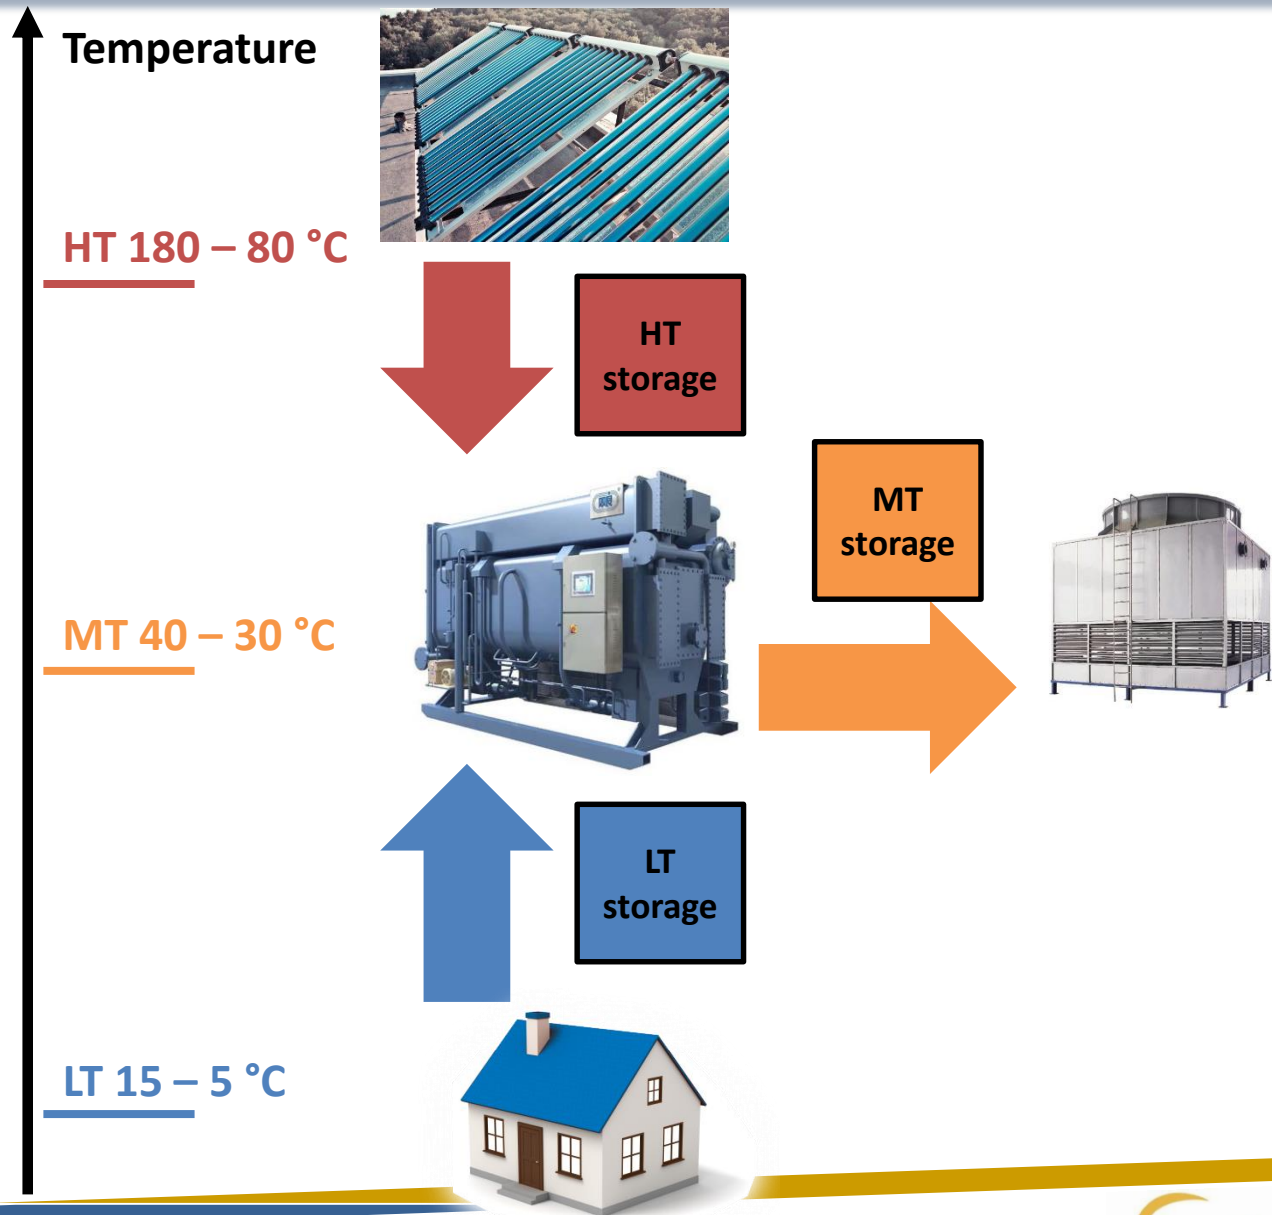 Temperature
HT 180 – 80 °C
HT
storage
MT
storage
MT 40 – 30 °C
LT
storage
LT 15 – 5 °C